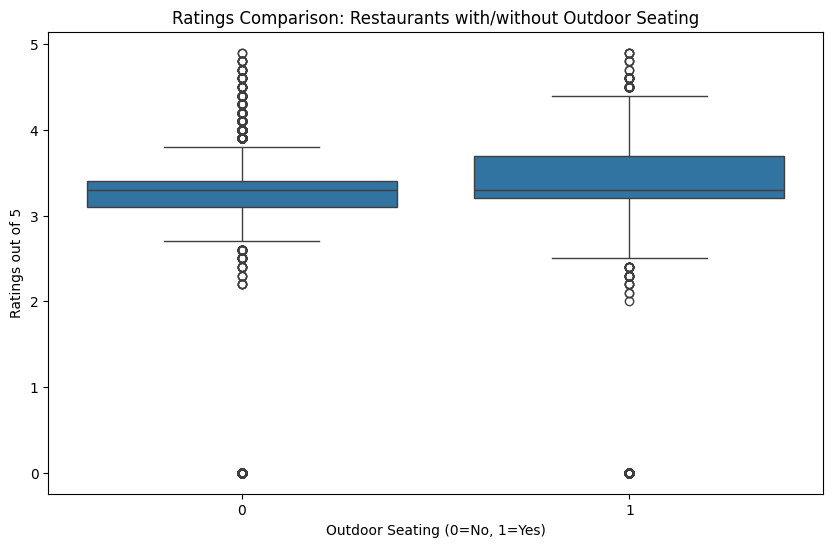 Ratings Comparison: Restaurants with/without Outdoor Seating
Ratings out of 5
5
4
3
2
1
0
0
1
Outdoor Seating (0=No, 1=Yes)